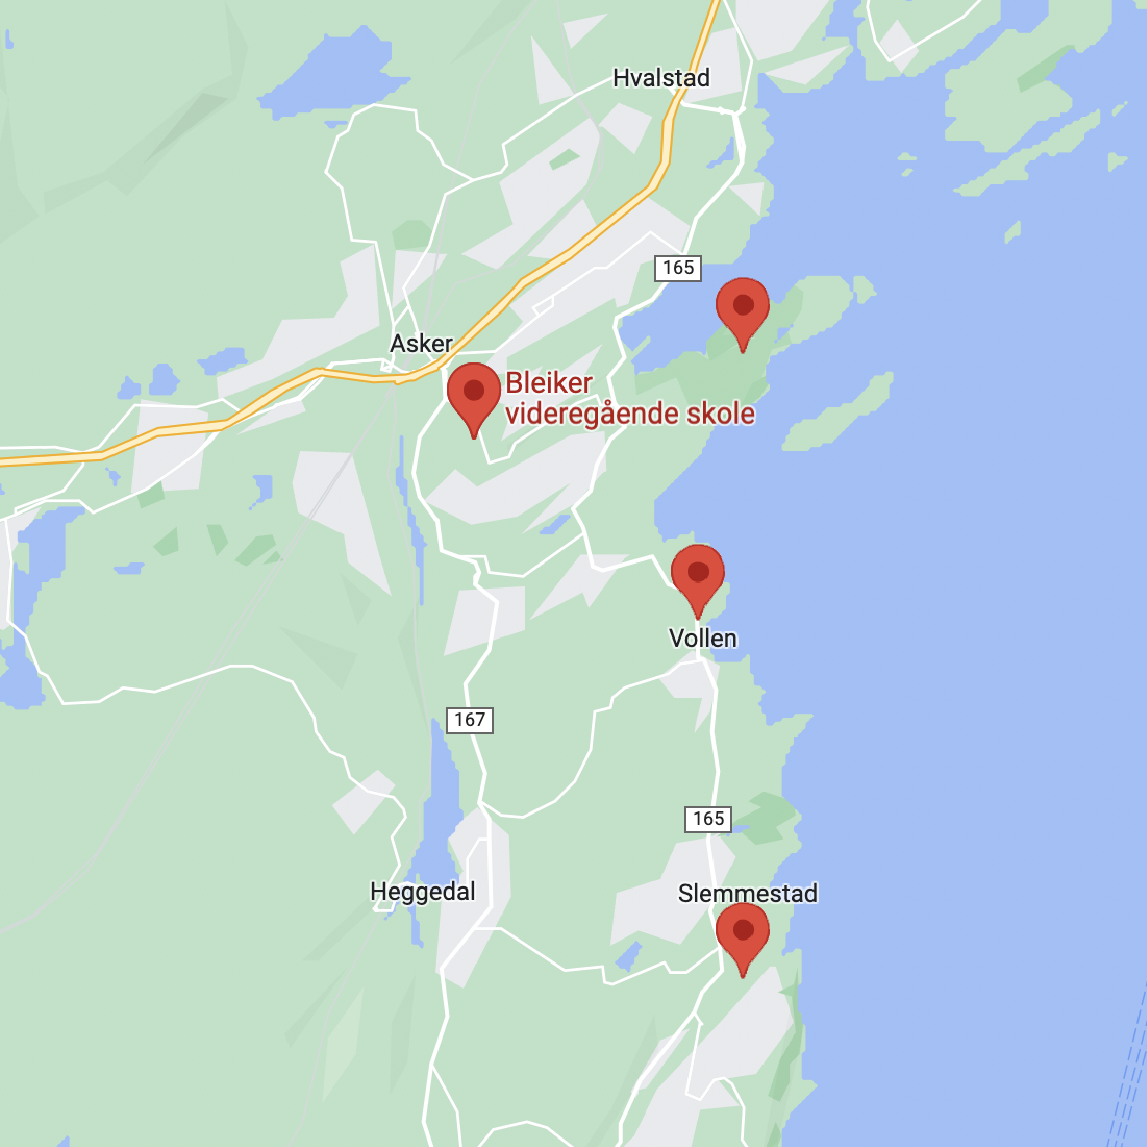 Hvalstad
165
Asker
Bleiker
videregående skole
Vollen
167
165
Heggedal
Slemmestad